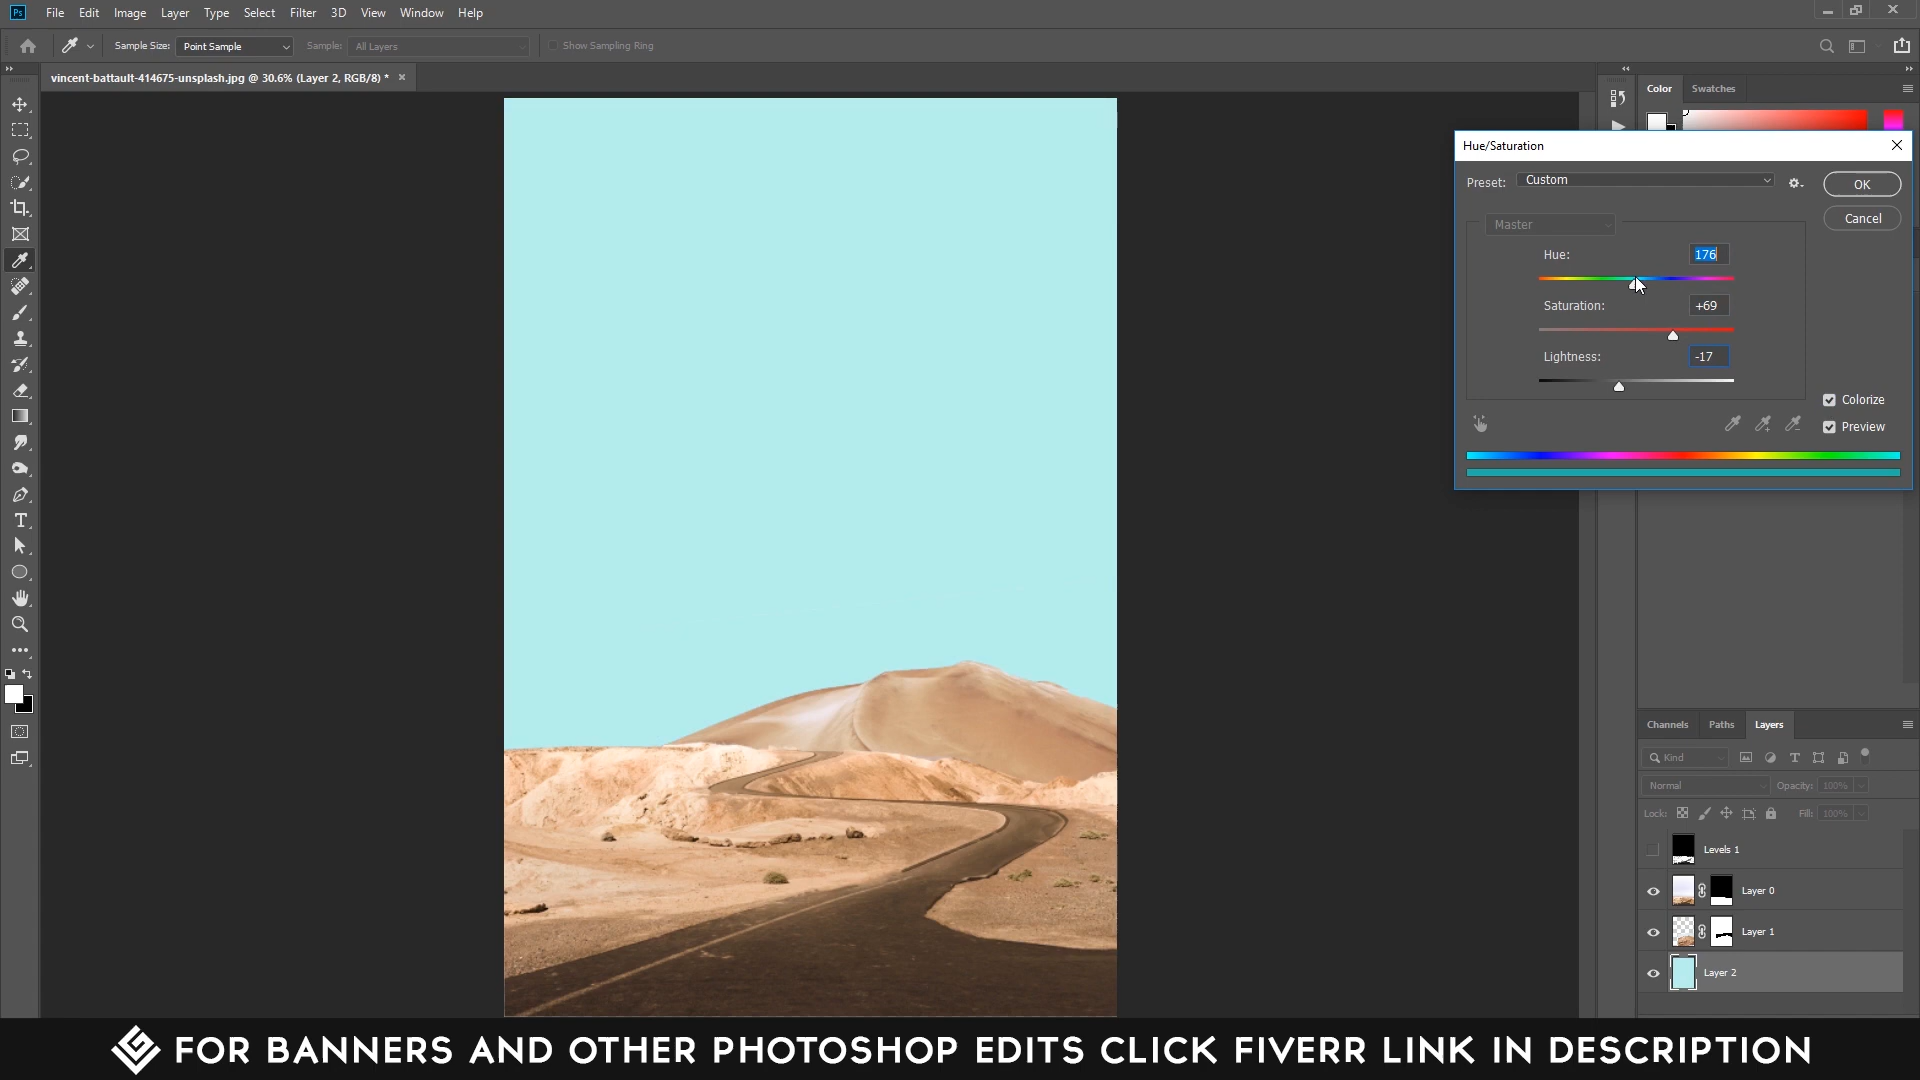 Ps File Edit Image Layer Type Select Filter 3D View Window Help
Sample Size: Point Sample Sample: All Layers Show Sampling Ring
vincent-battault-414675-unsplash.jpg @ 30.6% (Layer 2, RGB/8) *
Color Swatches
Hue/Saturation
Preset: Custom
OK
Cancel
Master
Hue: 176
Saturation: +69
Lightness: -17
Colorize
Preview
Channels Paths Layers
Kind
Normal Opacity: 100%
Lock: Fill: 100%
Levels 1
Layer 0
Layer 1
Layer 2
FOR BANNERS AND OTHER PHOTOSHOP EDITS CLICK FIVERR LINK IN DESCRIPTION